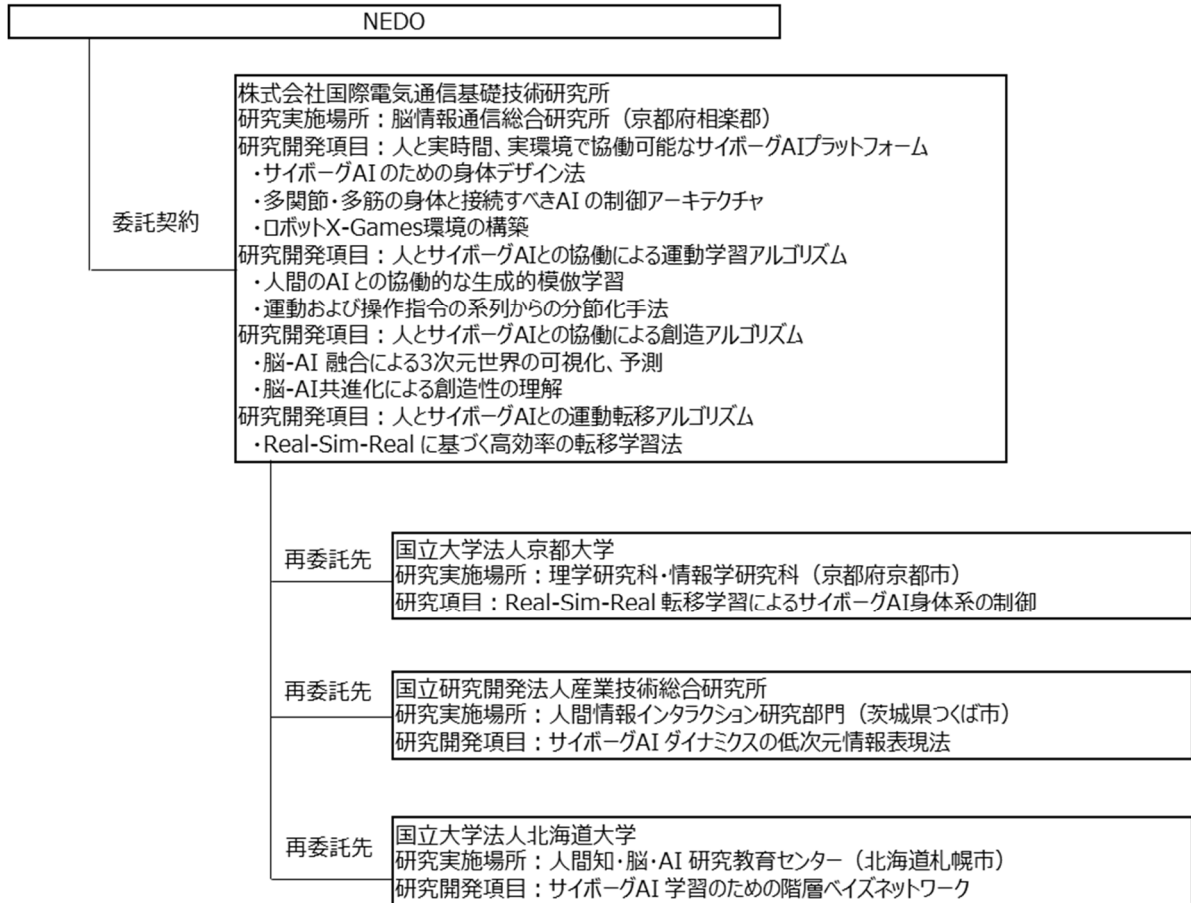 NEDO
委託契約
株式会社国際電気通信基礎技術研究所
研究実施場所：脳情報通信総合研究所（京都府相楽郡）
研究開発項目：人と実時間、実環境で協働可能なサイボーグAIプラットフォーム
・サイボーグAIのための身体デザイン法
・多関節・多筋の身体と接続すべきAI の制御アーキテクチャ
・ロボットX-Games環境の構築
研究開発項目：人とサイボーグAIとの協働による運動学習アルゴリズム
・人間のAI との協働的な生成的模倣学習
・運動および操作指令の系列からの分節化手法
研究開発項目：人とサイボーグAIとの協働による創造アルゴリズム
・脳-AI 融合による3次元世界の可視化、予測
・脳-AI共進化による創造性の理解
研究開発項目：人とサイボーグAIとの運動転移アルゴリズム
・Real-Sim-Real に基づく高効率の転移学習法
再委託先
国立大学法人京都大学
研究実施場所：理学研究科・情報学研究科（京都府京都市）
研究項目：Real-Sim-Real 転移学習によるサイボーグAI身体系の制御
再委託先
国立研究開発法人産業技術総合研究所
研究実施場所：人間情報インタラクション研究部門（茨城県つくば市）
研究開発項目：サイボーグAI ダイナミクスの低次元情報表現法
再委託先
国立大学法人北海道大学
研究実施場所：人間知・脳・AI 研究教育センター（北海道札幌市）
研究開発項目：サイボーグAI 学習のための階層ベイズネットワーク